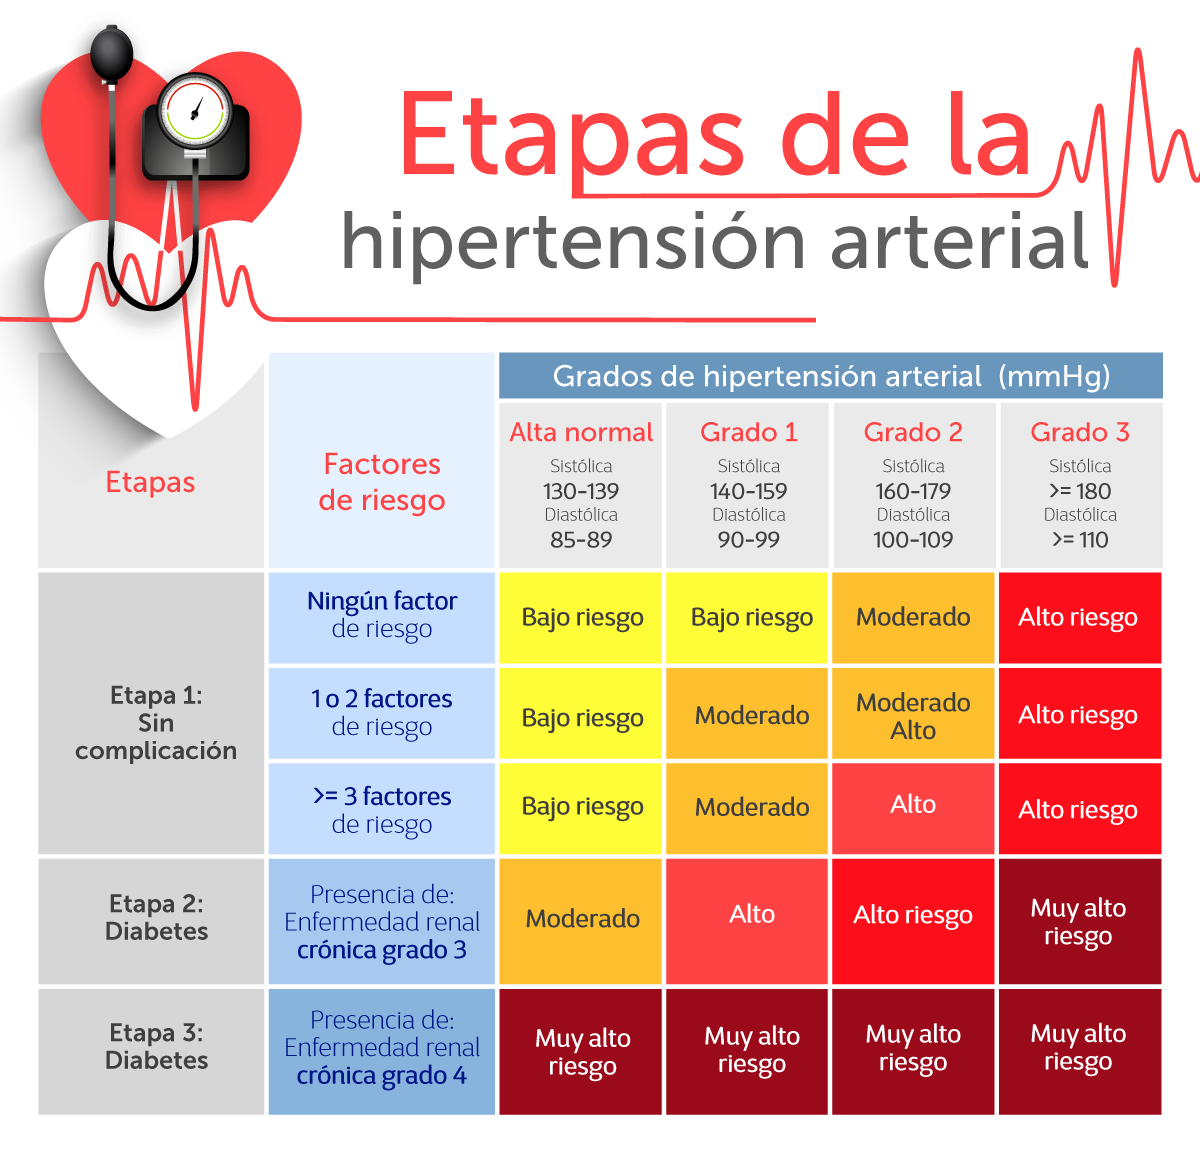 Etapas de la
hipertensión arterial
Etapas
Factores
de riesgo
Grados de hipertensión arterial (mmHg)
Alta normal
Sistólica
130-139
Diastólica
85-89
Grado 1
Sistólica
140-159
Diastólica
90-99
Grado 2
Sistólica
160-179
Diastólica
100-109
Grado 3
Sistólica
>= 180
Diastólica
>= 110
Etapa 1:
Sin
complicación
Ningún factor
de riesgo
Bajo riesgo
Bajo riesgo
Moderado
Alto riesgo
1 o 2 factores
de riesgo
Bajo riesgo
Moderado
Moderado
Alto
Alto riesgo
>= 3 factores
de riesgo
Bajo riesgo
Moderado
Alto
Alto riesgo
Etapa 2:
Diabetes
Presencia de:
Enfermedad renal
crónica grado 3
Moderado
Alto
Alto riesgo
Muy alto
riesgo
Etapa 3:
Diabetes
Presencia de:
Enfermedad renal
crónica grado 4
Muy alto
riesgo
Muy alto
riesgo
Muy alto
riesgo
Muy alto
riesgo